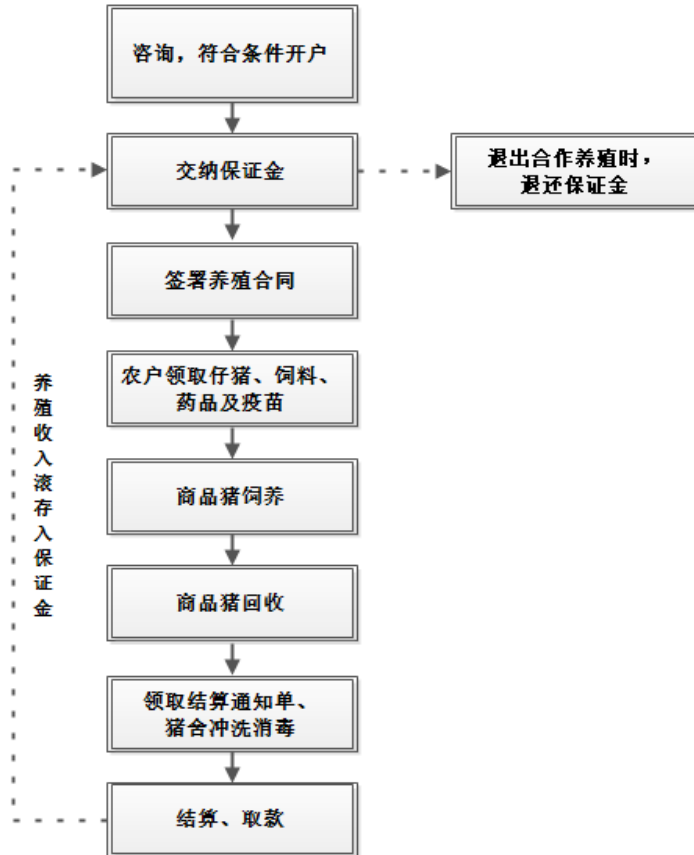 咨询，符合条件开户
交纳保证金
退出合作养殖时，
退还保证金
签署养殖合同
农户领取仔猪、饲料、
药品及疫苗
商品猪饲养
商品猪回收
领取结算通知单、
猪舍冲洗消毒
结算、取款
养殖收入滚存入保证金